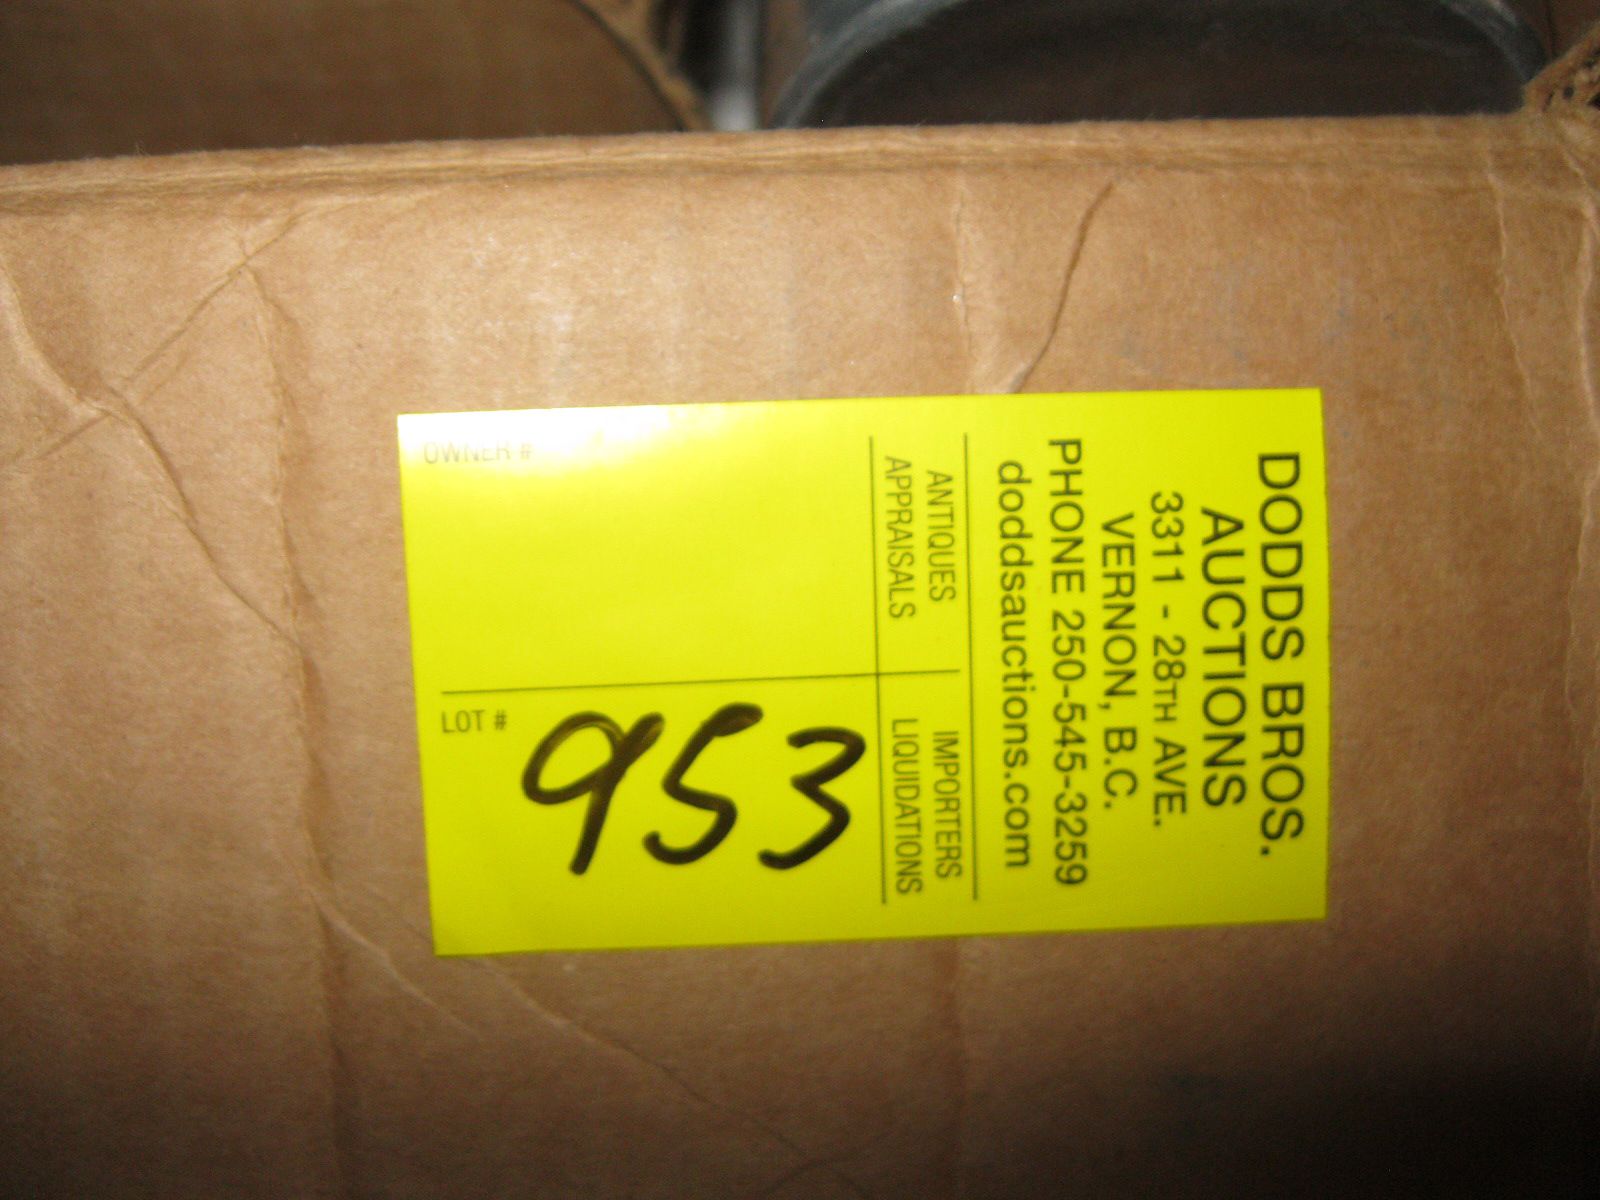 DODDS BROS.
AUCTIONS
3311 - 28TH AVE.
VERNON, B.C.
PHONE 250-545-3259
doddsauctions.com
ANTIQUES IMPORTERS
APPRAISALS LIQUIDATIONS
OWNER #
LOT # 953